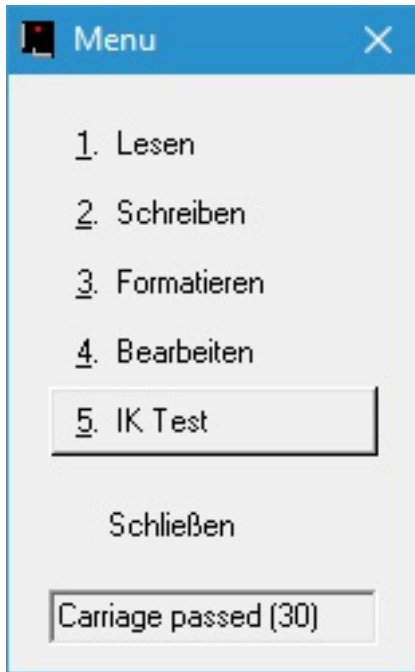 Menu
1. Lesen
2. Schreiben
3. Formatieren
4. Bearbeiten
5. IK Test
Schließen
Carriage passed (30)